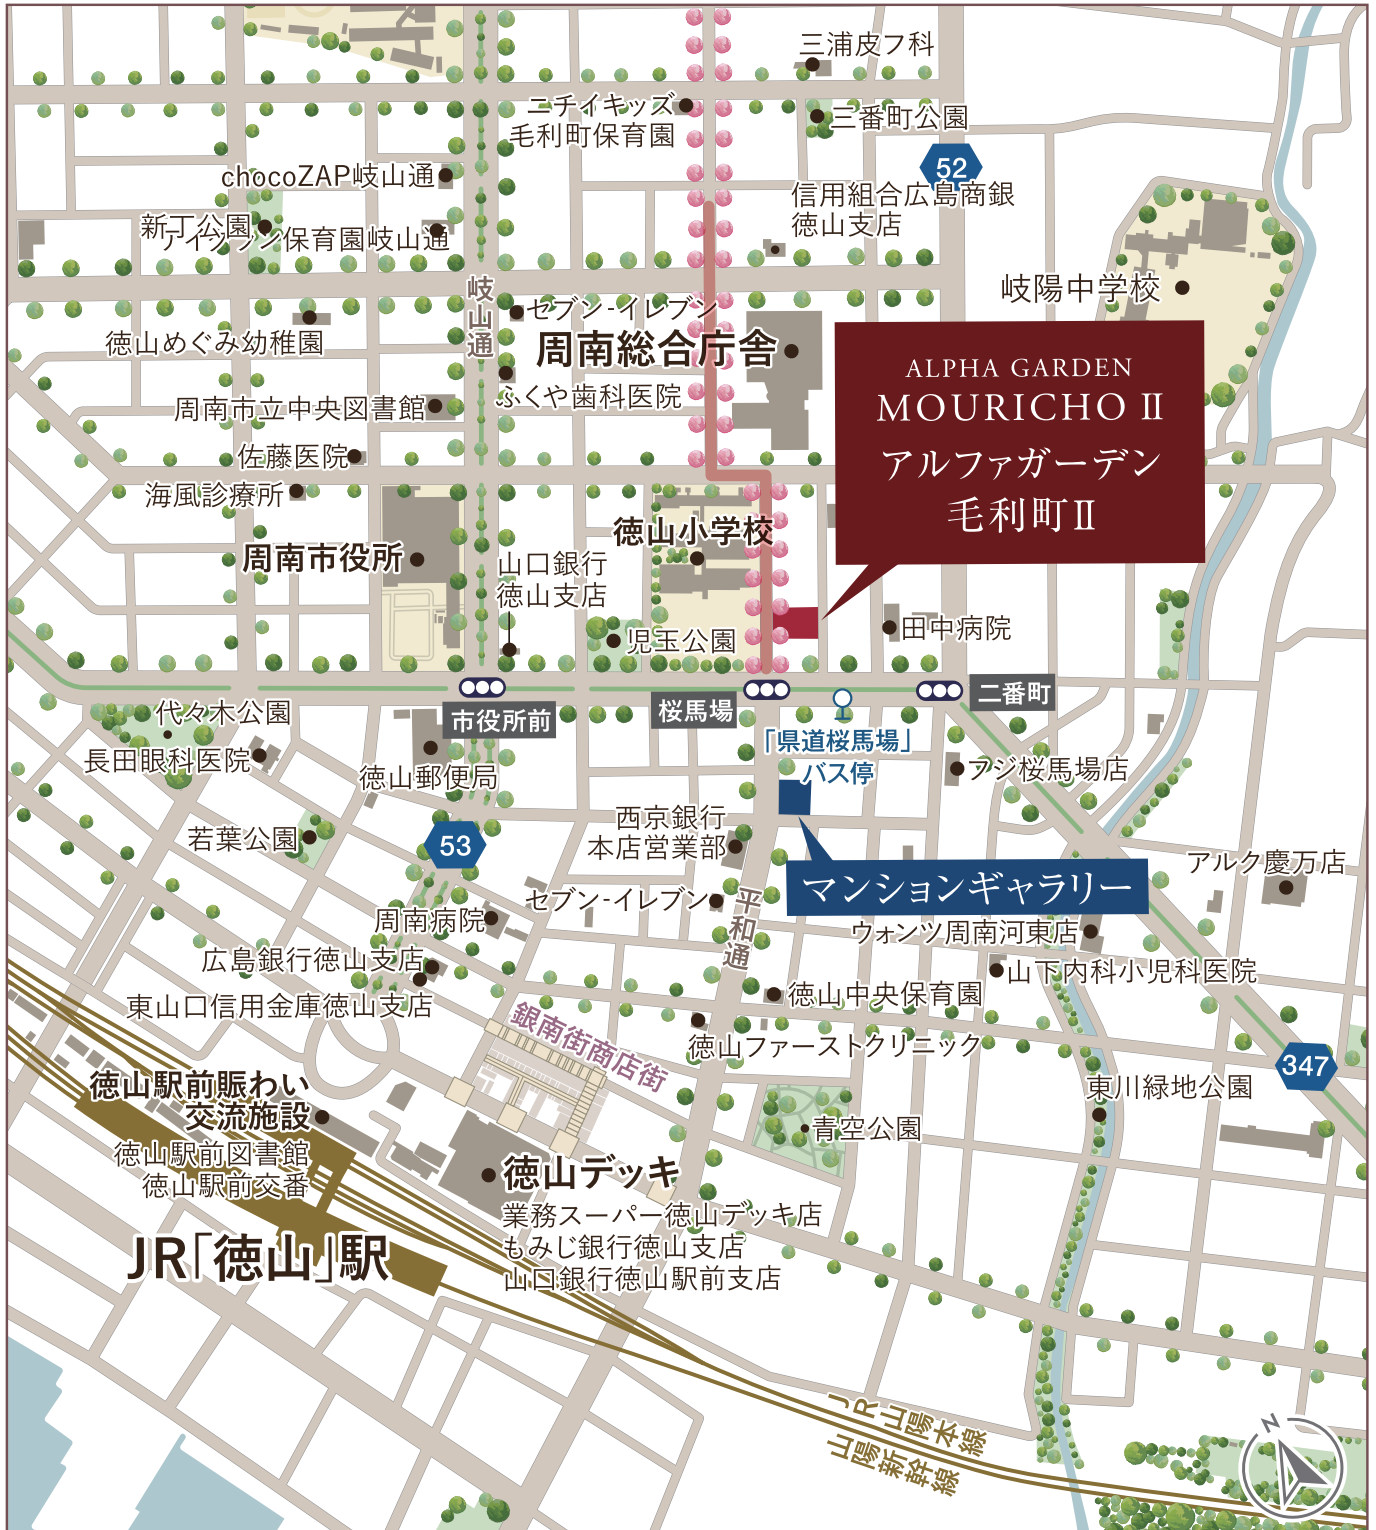 三浦皮フ科
ニチイキッズ
毛利町保育園
三番町公園
52
chocoZAP岐山通
信用組合広島商銀
徳山支店
新丁公園
アイグラン保育園岐山通
岐山通
岐陽中学校
セブン-イレブン
徳山めぐみ幼稚園
周南総合庁舎
ふくや歯科医院
周南市立中央図書館
ALPHA GARDEN
MOURICHO II
アルファガーデン
毛利町II
佐藤医院
海風診療所
徳山小学校
周南市役所
山口銀行
徳山支店
児玉公園
田中病院
市役所前
桜馬場
二番町
代々木公園
長田眼科医院
徳山郵便局
「県道桜馬場」
バス停
フジ桜馬場店
若葉公園
53
西京銀行
本店営業部
マンションギャラリー
アルク慶万店
セブン-イレブン
平和通
周南病院
ウォンツ周南河東店
広島銀行徳山支店
山下内科小児科医院
東山口信用金庫徳山支店
徳山中央保育園
銀南街商店街
徳山ファーストクリニック
347
徳山駅前賑わい
交流施設
東川緑地公園
青空公園
徳山駅前図書館
徳山駅前交番
徳山デッキ
業務スーパー徳山デッキ店
もみじ銀行徳山支店
山口銀行徳山駅前支店
JR「徳山」駅
JR山陽本線
山陽新幹線
N